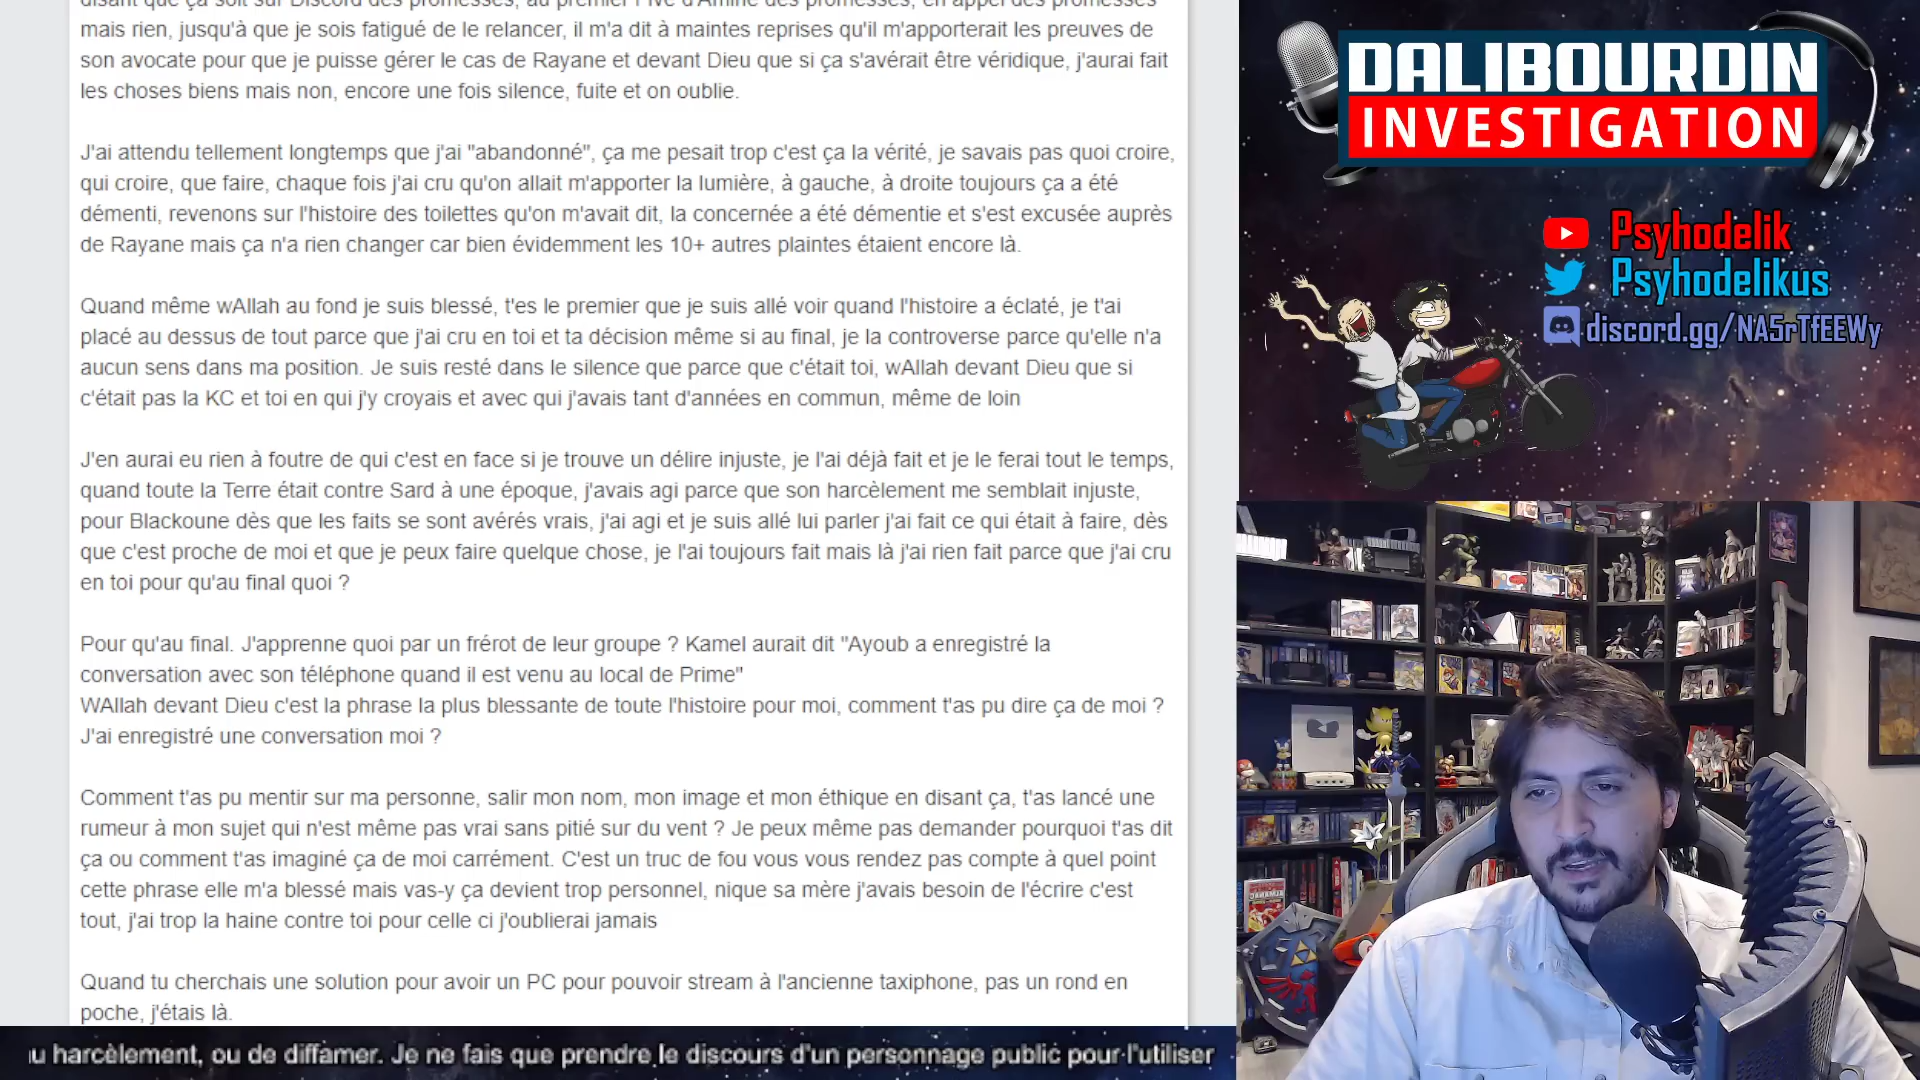 disant que ça soit sur Discord des promesses, au premier d'Amine des promesses, en appel des promesses
mais rien, jusqu'à que je sois fatigué de le relancer, il m'a dit à maintes reprises qu'il m'apporterait les preuves de
son avocate pour que je puisse gérer le cas de Rayane et devant Dieu que si ça s'avérait être véridique, j'aurai fait
les choses biens mais non, encore une fois silence, fuite et on oublie.
J'ai attendu tellement longtemps que j'ai "abandonné", ça me pesait trop c'est ça la vérité, je savais pas quoi croire,
qui croire, que faire, chaque fois j'ai cru qu'on allait m'apporter la lumière, à gauche, à droite toujours ça a été
démenti, revenons sur l'histoire des toilettes qu'on m'avait dit, la concernée a été démentie et s'est excusée auprès
de Rayane mais ça n'a rien changer car bien évidemment les 10+ autres plaintes étaient encore là.
Quand même wAllah au fond je suis blessé, t'es le premier que je suis allé voir quand l'histoire a éclaté, je t'ai
placé au dessus de tout parce que j'ai cru en toi et ta décision même si au final, je la controverse parce qu'elle n'a
aucun sens dans ma position. Je suis resté dans le silence que parce que c'était toi, wAllah devant Dieu que si
c'était pas la KC et toi en qui j'y croyais et avec qui j'avais tant d'années en commun, même de loin
J'en aurai eu rien à foutre de qui c'est en face si je trouve un délire injuste, je l'ai déjà fait et je le ferai tout le temps,
quand toute la Terre était contre Sard à une époque, j'avais agi parce que son harcèlement me semblait injuste,
pour Blackoune dès que les faits se sont avérés vrais, j'ai agi et je suis allé lui parler j'ai fait ce qui était à faire, dès
que c'est proche de moi et que je peux faire quelque chose, je l'ai toujours fait mais là j'ai rien fait parce que j'ai cru
en toi pour qu'au final quoi ?
Pour qu'au final. J'apprenne quoi par un frérot de leur groupe ? Kamel aurait dit "Ayoub a enregistré la
conversation avec son téléphone quand il est venu au local de Prime"
WAllah devant Dieu c'est la phrase la plus blessante de toute l'histoire pour moi, comment t'as pu dire ça de moi ?
J'ai enregistré une conversation moi ?
Comment t'as pu mentir sur ma personne, salir mon nom, mon image et mon éthique en disant ça, t'as lancé une
rumeur à mon sujet qui n'est même pas vrai sans pitié sur du vent ? Je peux même pas demander pourquoi t'as dit
ça ou comment t'as imaginé ça de moi carrément. C'est un truc de fou vous vous rendez pas compte à quel point
cette phrase elle m'a blessé mais vas-y ça devient trop personnel, nique sa mère j'avais besoin de l'écrire c'est
tout, j'ai trop la haine contre toi pour celle ci j'oublierai jamais
Quand tu cherchais une solution pour avoir un PC pour pouvoir stream à l'ancienne taxiphone, pas un rond en
poche, j'étais là.
u harcèlement, ou de diffamer. Je ne fais que prendre le discours d'un personnage public pour l'utiliser
DALIBOURDIN
INVESTIGATION
Psyhodelik
Psyhodelikus
discord.gg/NA5rTfEEWy